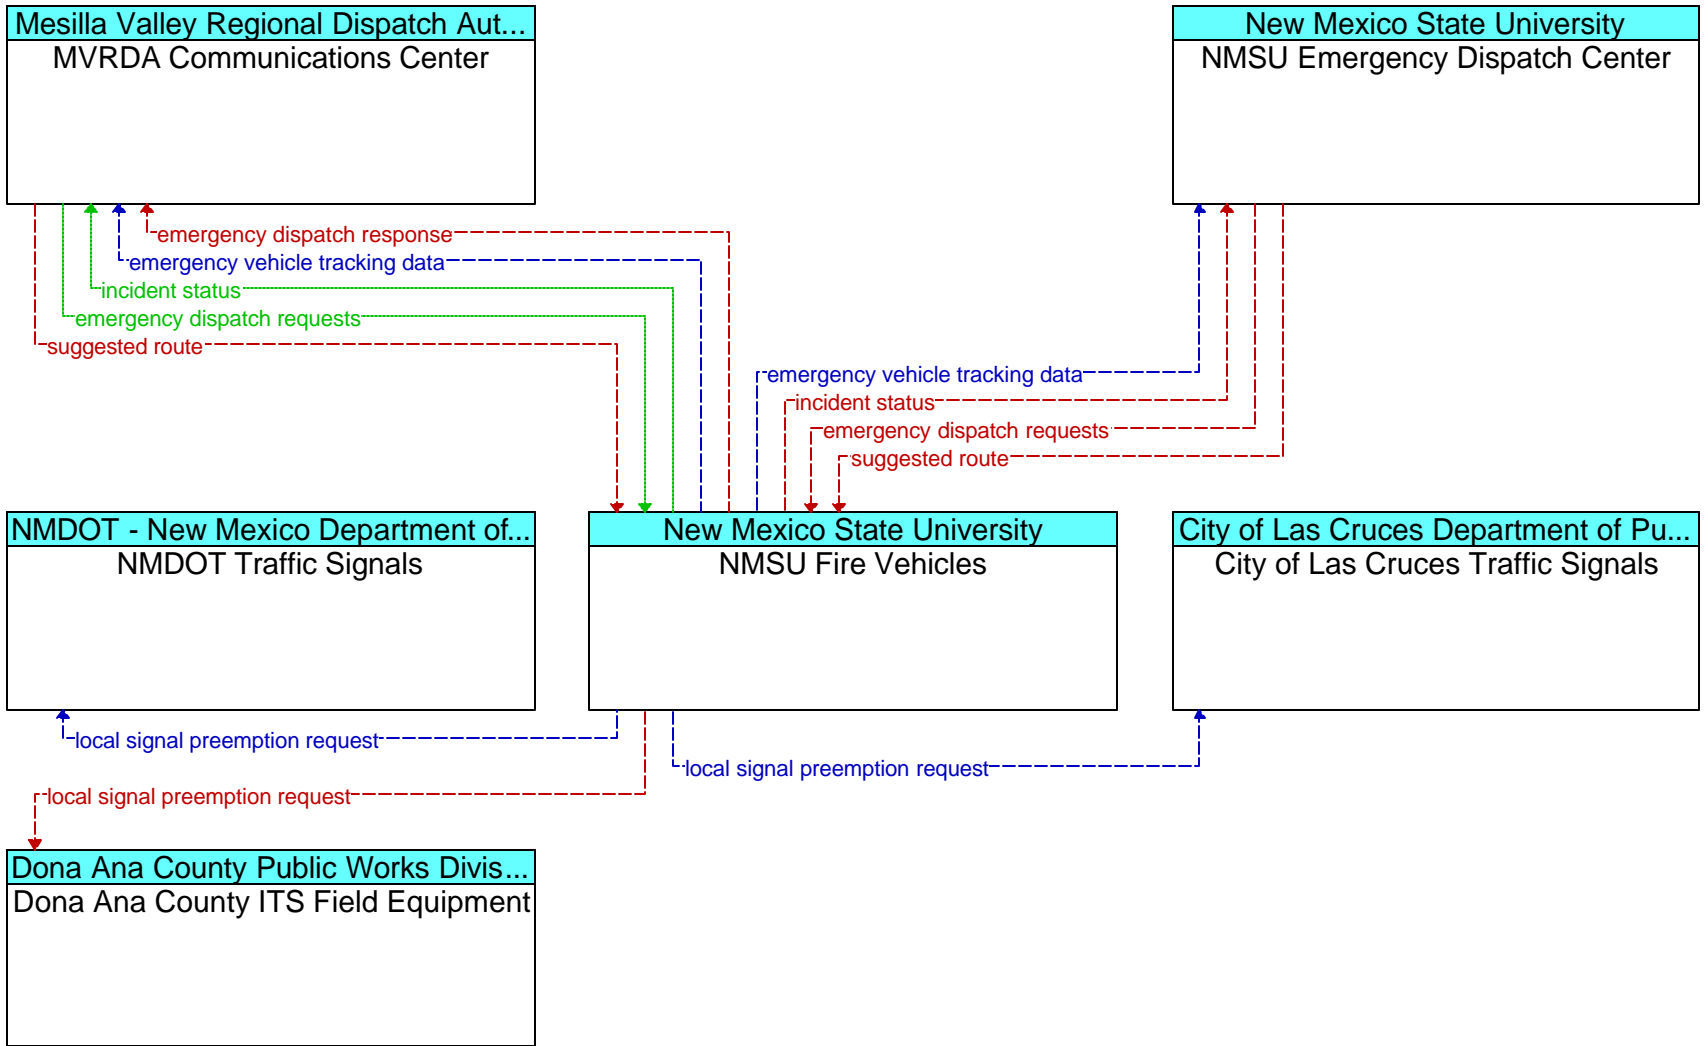 Mesilla Valley Regional Dispatch Aut...
MVRDA Communications Center
New Mexico State University
NMSU Emergency Dispatch Center
emergency dispatch response
emergency vehicle tracking data
incident status
emergency dispatch requests
suggested route
emergency vehicle tracking data
incident status
emergency dispatch requests
suggested route
NMDOT - New Mexico Department of...
NMDOT Traffic Signals
New Mexico State University
NMSU Fire Vehicles
City of Las Cruces Department of Pu...
City of Las Cruces Traffic Signals
local signal preemption request
local signal preemption request
local signal preemption request
Dona Ana County Public Works Divis...
Dona Ana County ITS Field Equipment